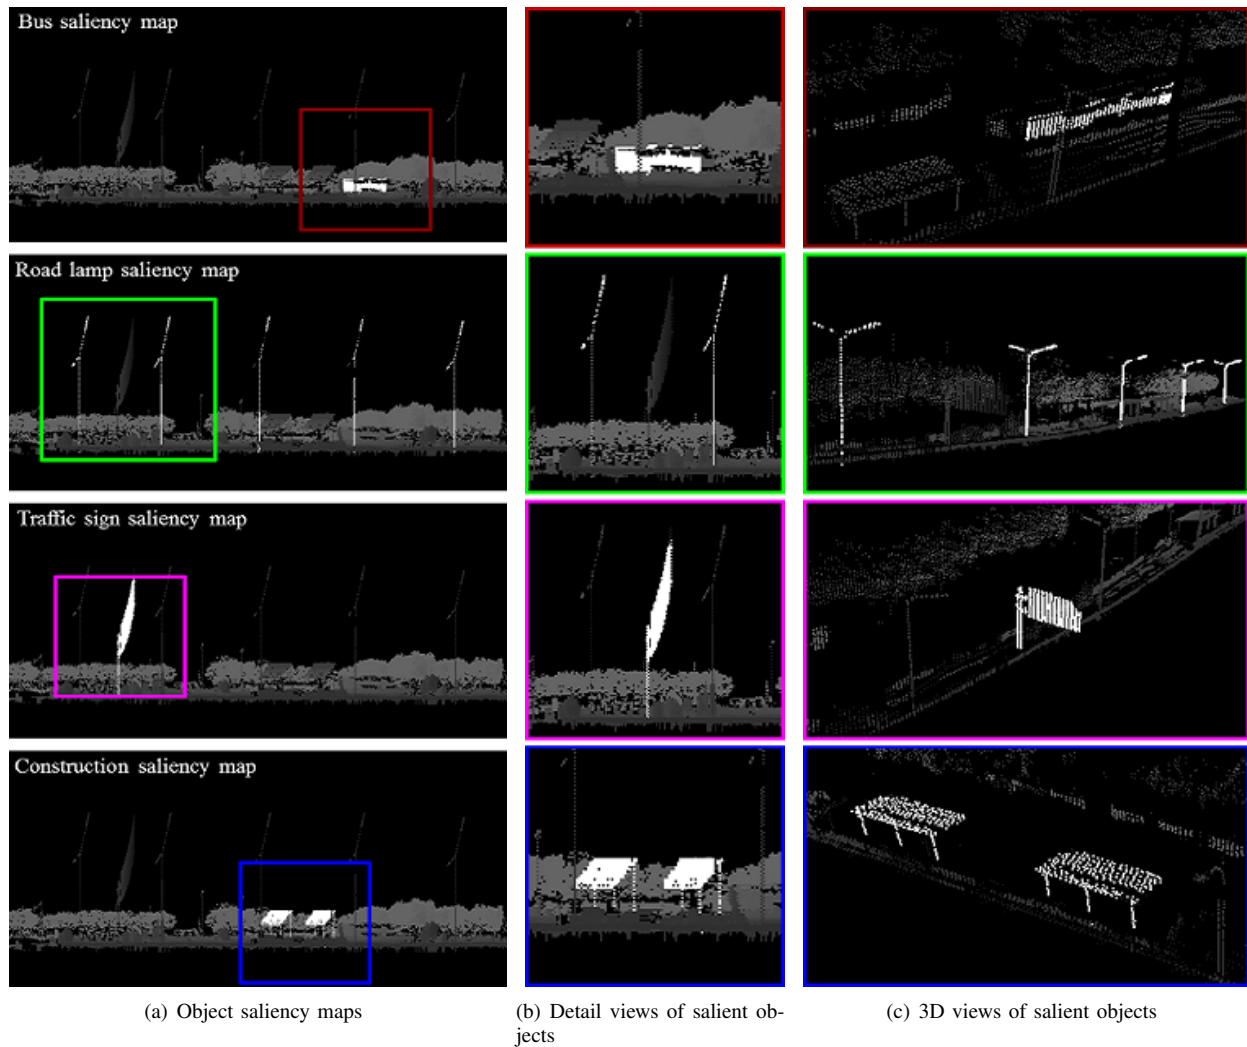 Bus saliency map
Road lamp saliency map
Traffic sign saliency map
Construction saliency map
(a) Object saliency maps
(b) Detail views of salient ob-
jects
(c) 3D views of salient objects